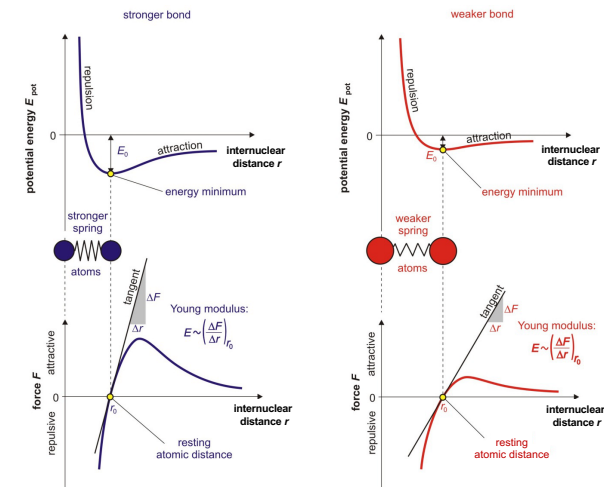 stronger bond
potential energy E pot
repulsion
0
E0
attraction
internuclear
distance r
energy minimum
stronger
spring
atoms
tangent
ΔF
Δr
Young modulus:
E~(ΔF/Δr)r0
force F
attractive
repulsive
0
r0
internuclear
distance r
resting
atomic distance
weaker bond
potential energy E pot
repulsion
0
E0
attraction
internuclear
distance r
energy minimum
weaker
spring
atoms
tangent
ΔF
Δr
Young modulus:
E~(ΔF/Δr)r0
force F
attractive
repulsive
0
r0
internuclear
distance r
resting
atomic distance